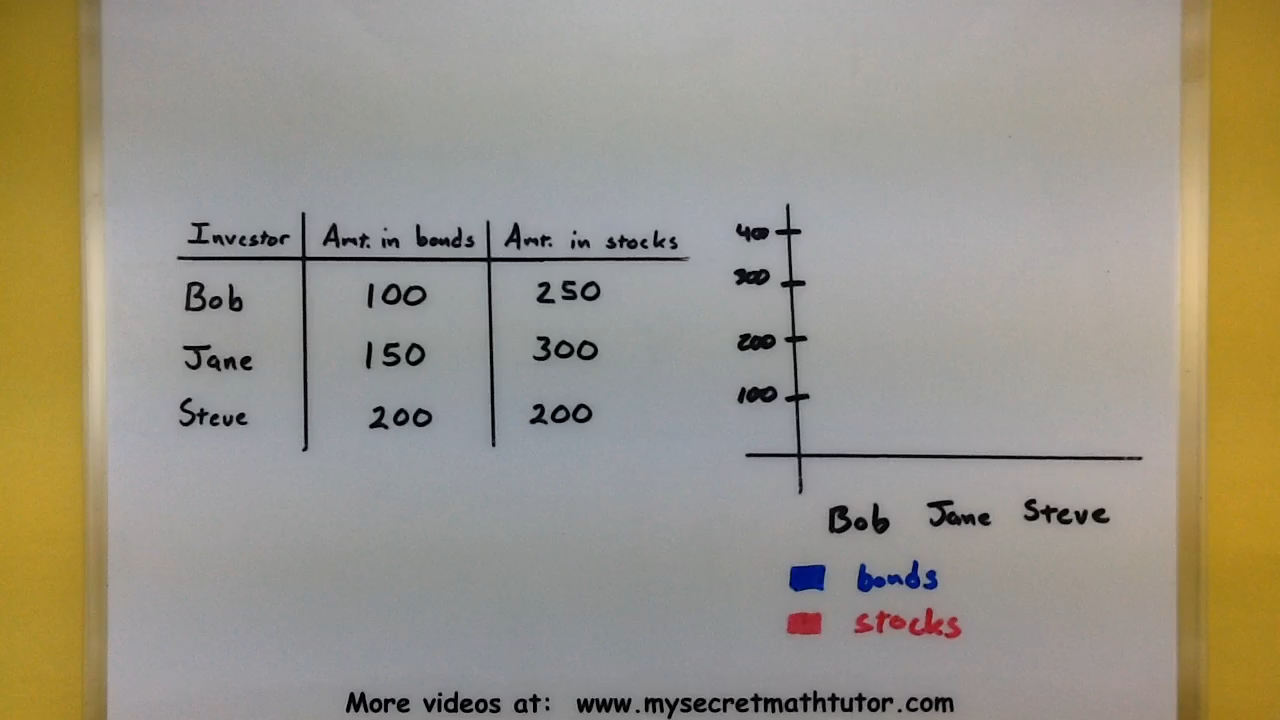 Investor Amt. in bonds Amt. in stocks
Bob 100 250
Jane 150 300
Steve 200 200
400
300
200
100
Bob Jane Steve
bonds
stocks
More videos at: www.mysecretmathtutor.com